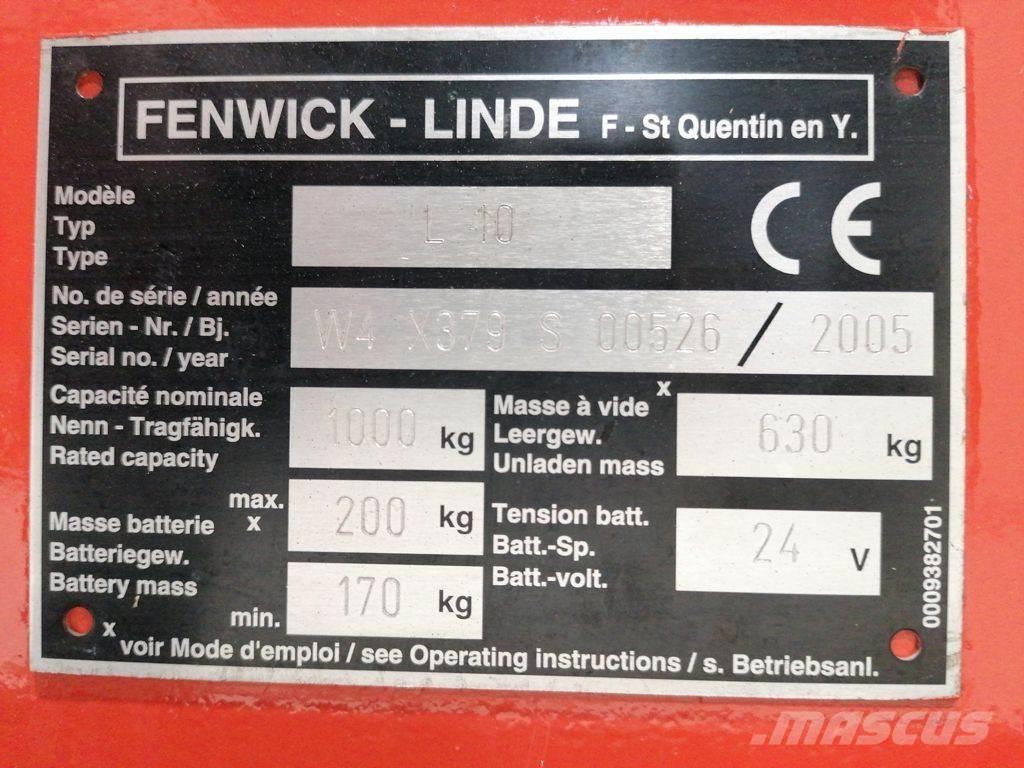 FENWICK - LINDE F - St Quentin en Y.
Modèle
Typ
Type
L 10
CE
No. de série / année
Serien - Nr. / Bj.
Serial no. / year
W4 X379 S 00526 / 2005
Capacité nominale
Nenn - Tragfähigk.
Rated capacity
1000 kg
Masse à vide x
Leergew.
Unladen mass
630 kg
max.
Masse batterie x
Batteriegew.
Battery mass
min.
200 kg
170 kg
Tension batt.
Batt.-Sp.
Batt.-volt.
24 V
0009382701
x voir Mode d'emploi / see Operating instructions / s. Betriebsanl.
MASCUS